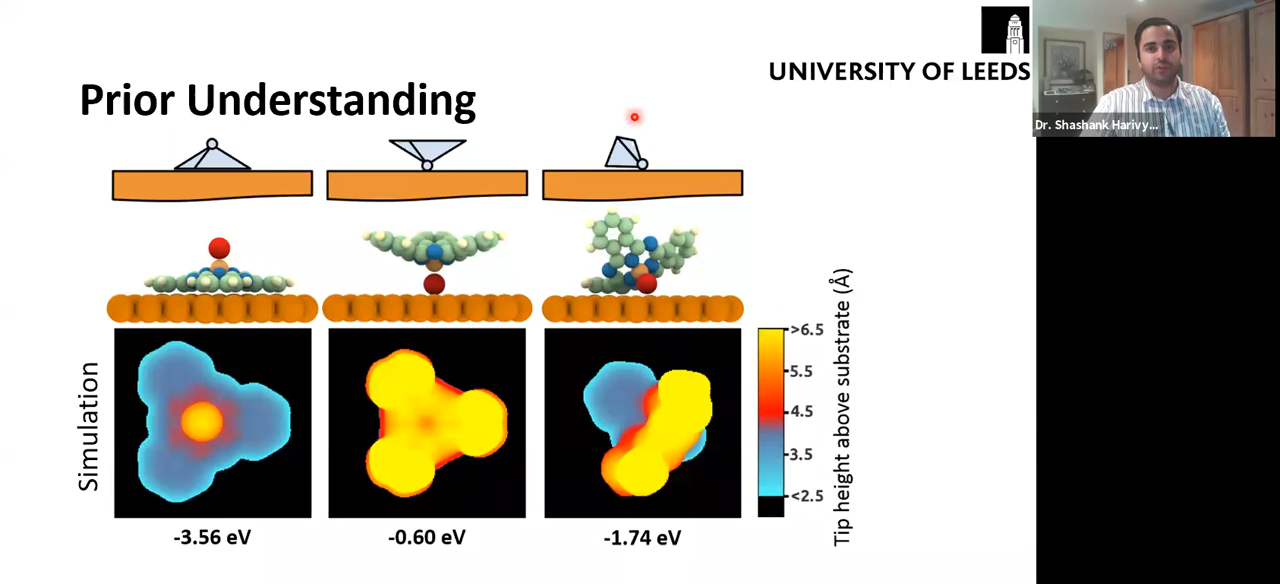 UNIVERSITY OF LEEDS
Dr. Shashank Harivy...
Prior Understanding
Simulation
>6.5
5.5
4.5
3.5
<2.5
Tip height above substrate (Å)
-3.56 eV
-0.60 eV
-1.74 eV